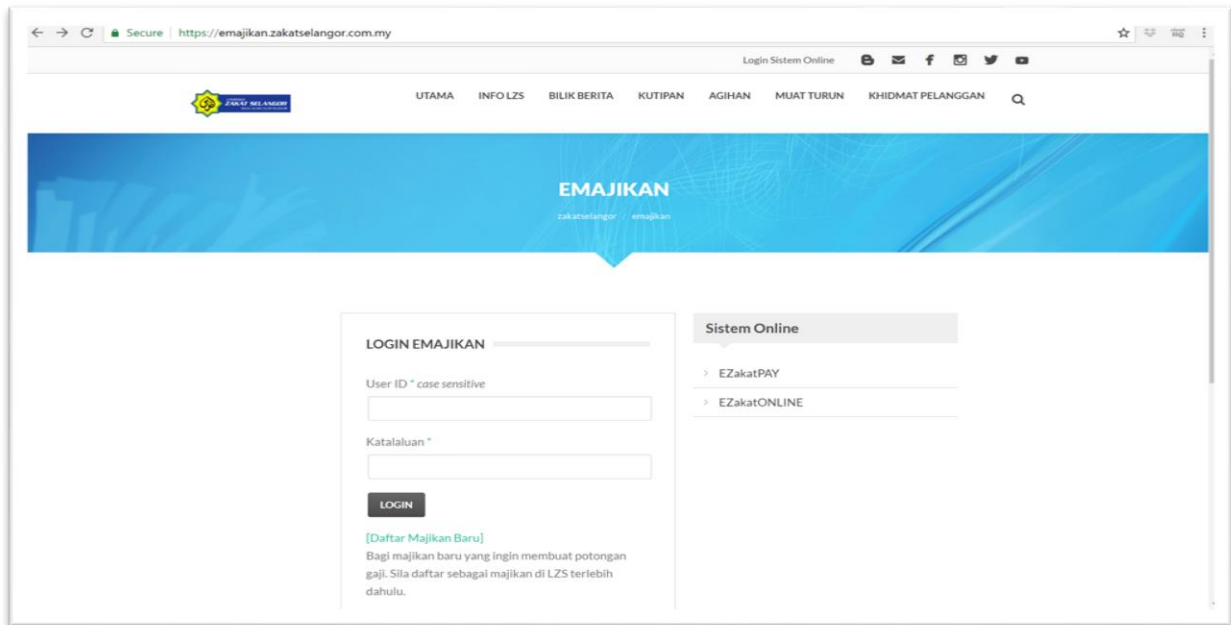 Secure https://emajikan.zakatselangor.com.my
Login Sistem Online
ZAKAT SELANGOR
UTAMA INFO LZS BILIK BERITA KUTIPAN AGIHAN MUAT TURUN KHIDMAT PELANGGAN
EMAJIKAN
zakatselangor / emajikan
LOGIN EMAJIKAN
User ID * case sensitive
Katalaluan *
LOGIN
[Daftar Majikan Baru]
Bagi majikan baru yang ingin membuat potongan
gaji. Sila daftar sebagai majikan di LZS terlebih
dahulu.
Sistem Online
> EZakatPAY
> EZakatONLINE